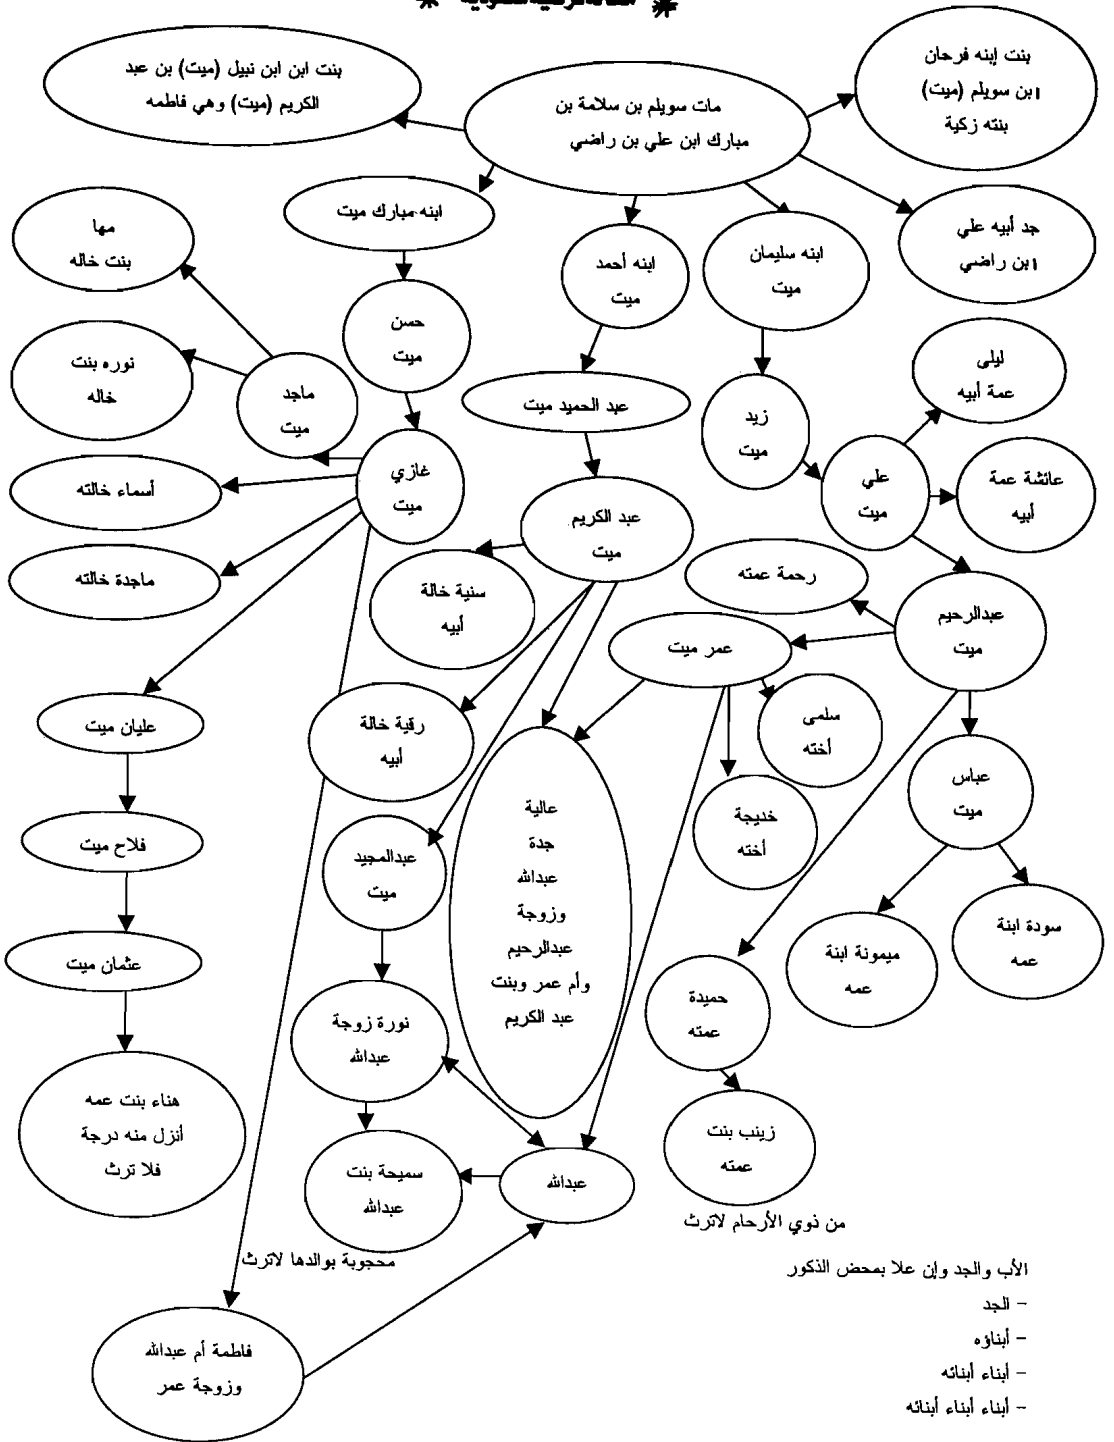 بنت ابن ابن نبيل (ميت) بن عبد
الكريم (ميت) وهي فاطمه
مات سويلم بن سلامة بن
مبارك ابن علي بن راضي
بنت إبنه فرحان
ابن سويلم (ميت)
بنته زكية
جد أبيه علي
ابن راضي
ابنه مبارك ميت
ابنه أحمد
ميت
ابنه سليمان
ميت
مها
بنت خاله
حسن
ميت
نوره بنت
خاله
ماجد
ميت
عبد الحميد ميت
زيد
ميت
ليلى
عمة أبيه
علي
ميت
عائشة عمة
أبيه
غازي
ميت
أسماء خالته
ماجدة خالته
عبد الكريم
ميت
سنية خالة
أبيه
رحمة عمته
عبدالرحيم
ميت
عمر ميت
سلمى
أخته
خديجة
أخته
عباس
ميت
عليان ميت
رقية خالة
أبيه
عالية
جدة
عبدالله
وزوجة
عبدالرحيم
وأم عمر وبنت
عبد الكريم
فلاح ميت
عبدالمجيد
ميت
ميمونة ابنة
عمه
سودة ابنة
عمه
عثمان ميت
نورة زوجة
عبدالله
حميدة
عمته
هناء بنت عمه
أنزل منه درجة
فلا ترث
سميحة بنت
عبدالله
عبدالله
زينب بنت
عمته
من ذوي الأرحام لاترث
محجوبة بوالدها لاترث
فاطمة أم عبدالله
وزوجة عمر
الأب والجد وإن علا بمحض الذكور
– الجد
– أبناؤه
– أبناء أبنائه
– أبناء أبناء أبنائه